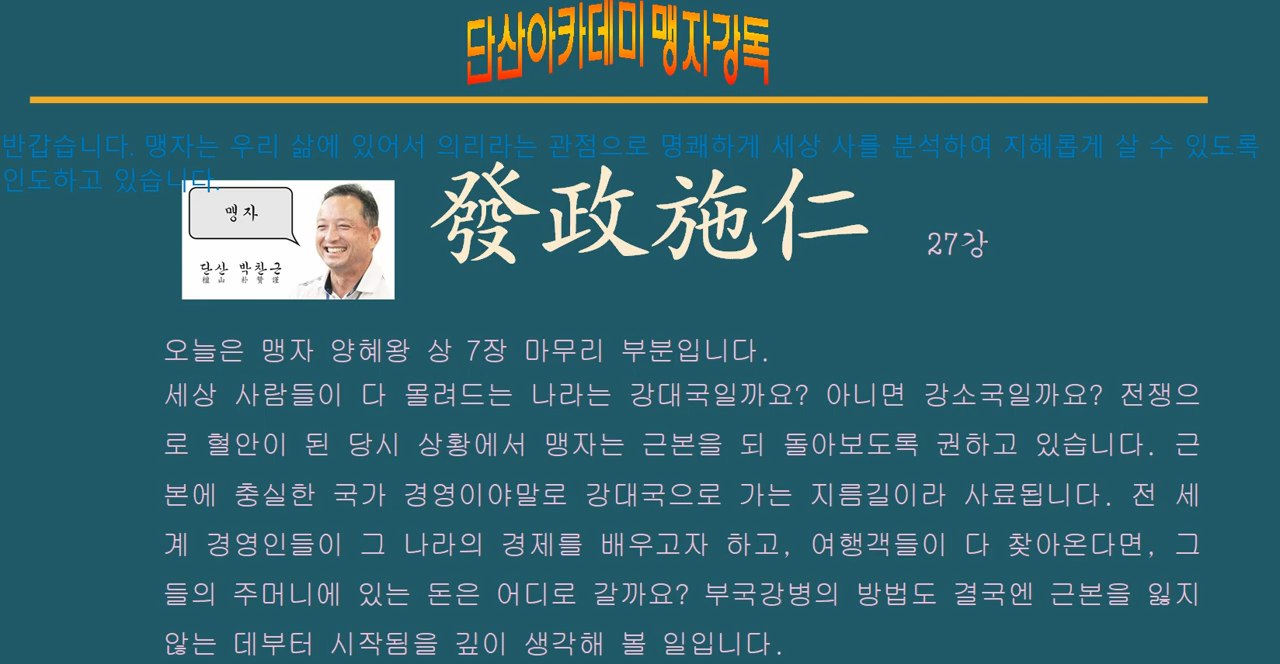 단산아카데미 맹자강독
반갑습니다. 맹자는 우리 삶에 있어서 의리라는 관점으로 명쾌하게 세상 사를 분석하여 지혜롭게 살 수 있도록
인도하고 있습니다.
맹자
단산 박찬근
檀山 朴贊謹
發政施仁
27강
오늘은 맹자 양혜왕 상 7장 마무리 부분입니다.
세상 사람들이 다 몰려드는 나라는 강대국일까요? 아니면 강소국일까요? 전쟁으
로 혈안이 된 당시 상황에서 맹자는 근본을 되 돌아보도록 권하고 있습니다. 근
본에 충실한 국가 경영이야말로 강대국으로 가는 지름길이라 사료됩니다. 전 세
계 경영인들이 그 나라의 경제를 배우고자 하고, 여행객들이 다 찾아온다면, 그
들의 주머니에 있는 돈은 어디로 갈까요? 부국강병의 방법도 결국엔 근본을 잃지
않는 데부터 시작됨을 깊이 생각해 볼 일입니다.